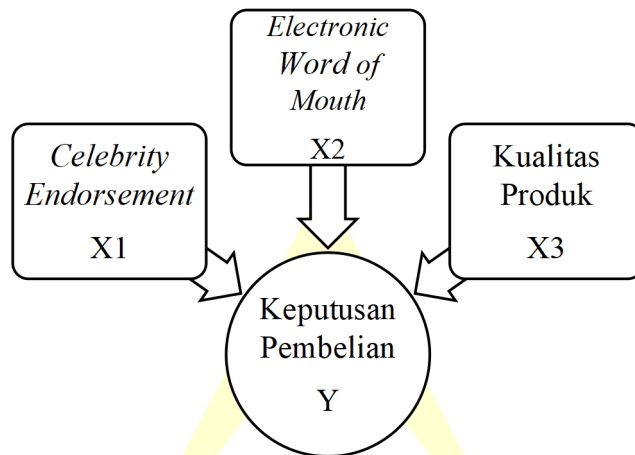 Electronic
Word of
Mouth
X2
Celebrity
Endorsement
X1
Kualitas
Produk
X3
Keputusan
Pembelian
Y